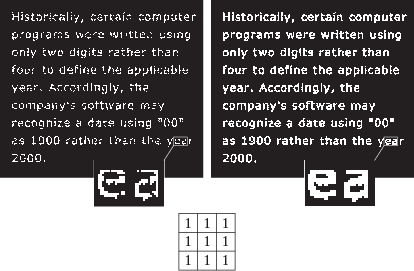 Historically, certain computer
programs were written using
only two digits rather than
four to define the applicable
year. Accordingly, the
company's software may
recognize a date using "00"
as 1900 rather than the year
2000.
e a
Historically, certain computer
programs were written using
only two digits rather than
four to define the applicable
year. Accordingly, the
company's software may
recognize a date using "00"
as 1900 rather than the year
2000.
e a
1 1 1
1 1 1
1 1 1